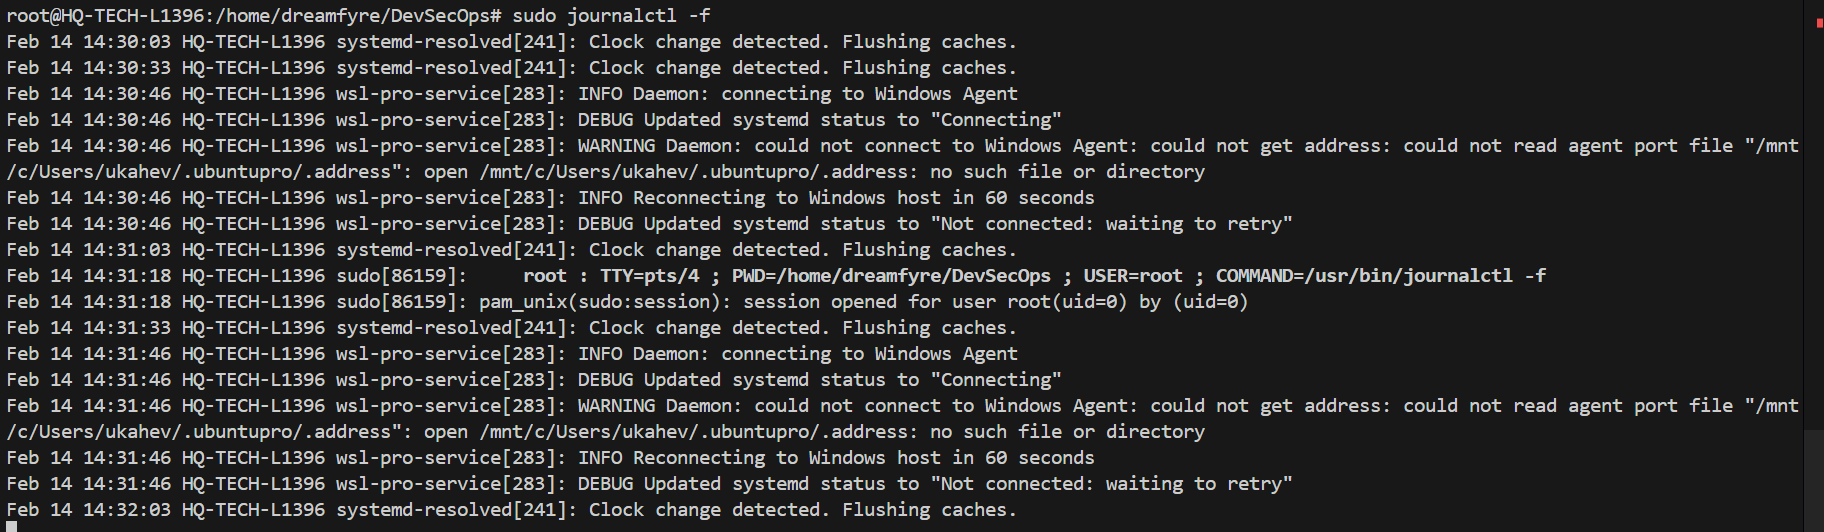 root@HQ-TECH-L1396:/home/dreamfyre/DevSecOps# sudo journalctl -f
Feb 14 14:30:03 HQ-TECH-L1396 systemd-resolved[241]: Clock change detected. Flushing caches.
Feb 14 14:30:33 HQ-TECH-L1396 systemd-resolved[241]: Clock change detected. Flushing caches.
Feb 14 14:30:46 HQ-TECH-L1396 wsl-pro-service[283]: INFO Daemon: connecting to Windows Agent
Feb 14 14:30:46 HQ-TECH-L1396 wsl-pro-service[283]: DEBUG Updated systemd status to "Connecting"
Feb 14 14:30:46 HQ-TECH-L1396 wsl-pro-service[283]: WARNING Daemon: could not connect to Windows Agent: could not get address: could not read agent port file "/mnt
/c/Users/ukahev/.ubuntupro/.address": open /mnt/c/Users/ukahev/.ubuntupro/.address: no such file or directory
Feb 14 14:30:46 HQ-TECH-L1396 wsl-pro-service[283]: INFO Reconnecting to Windows host in 60 seconds
Feb 14 14:30:46 HQ-TECH-L1396 wsl-pro-service[283]: DEBUG Updated systemd status to "Not connected: waiting to retry"
Feb 14 14:31:03 HQ-TECH-L1396 systemd-resolved[241]: Clock change detected. Flushing caches.
Feb 14 14:31:18 HQ-TECH-L1396 sudo[86159]:     root : TTY=pts/4 ; PWD=/home/dreamfyre/DevSecOps ; USER=root ; COMMAND=/usr/bin/journalctl -f
Feb 14 14:31:18 HQ-TECH-L1396 sudo[86159]: pam_unix(sudo:session): session opened for user root(uid=0) by (uid=0)
Feb 14 14:31:33 HQ-TECH-L1396 systemd-resolved[241]: Clock change detected. Flushing caches.
Feb 14 14:31:46 HQ-TECH-L1396 wsl-pro-service[283]: INFO Daemon: connecting to Windows Agent
Feb 14 14:31:46 HQ-TECH-L1396 wsl-pro-service[283]: DEBUG Updated systemd status to "Connecting"
Feb 14 14:31:46 HQ-TECH-L1396 wsl-pro-service[283]: WARNING Daemon: could not connect to Windows Agent: could not get address: could not read agent port file "/mnt
/c/Users/ukahev/.ubuntupro/.address": open /mnt/c/Users/ukahev/.ubuntupro/.address: no such file or directory
Feb 14 14:31:46 HQ-TECH-L1396 wsl-pro-service[283]: INFO Reconnecting to Windows host in 60 seconds
Feb 14 14:31:46 HQ-TECH-L1396 wsl-pro-service[283]: DEBUG Updated systemd status to "Not connected: waiting to retry"
Feb 14 14:32:03 HQ-TECH-L1396 systemd-resolved[241]: Clock change detected. Flushing caches.